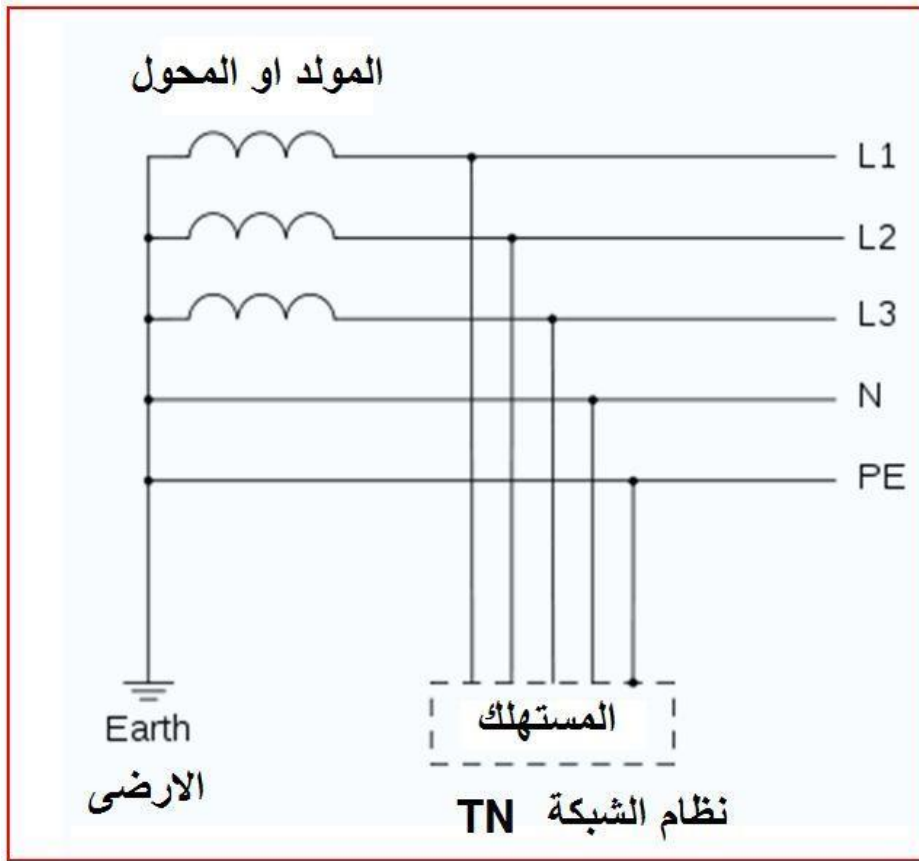 المولد او المحول
L1
L2
L3
N
PE
المستهلك
Earth
الارضى
نظام الشبكة TN